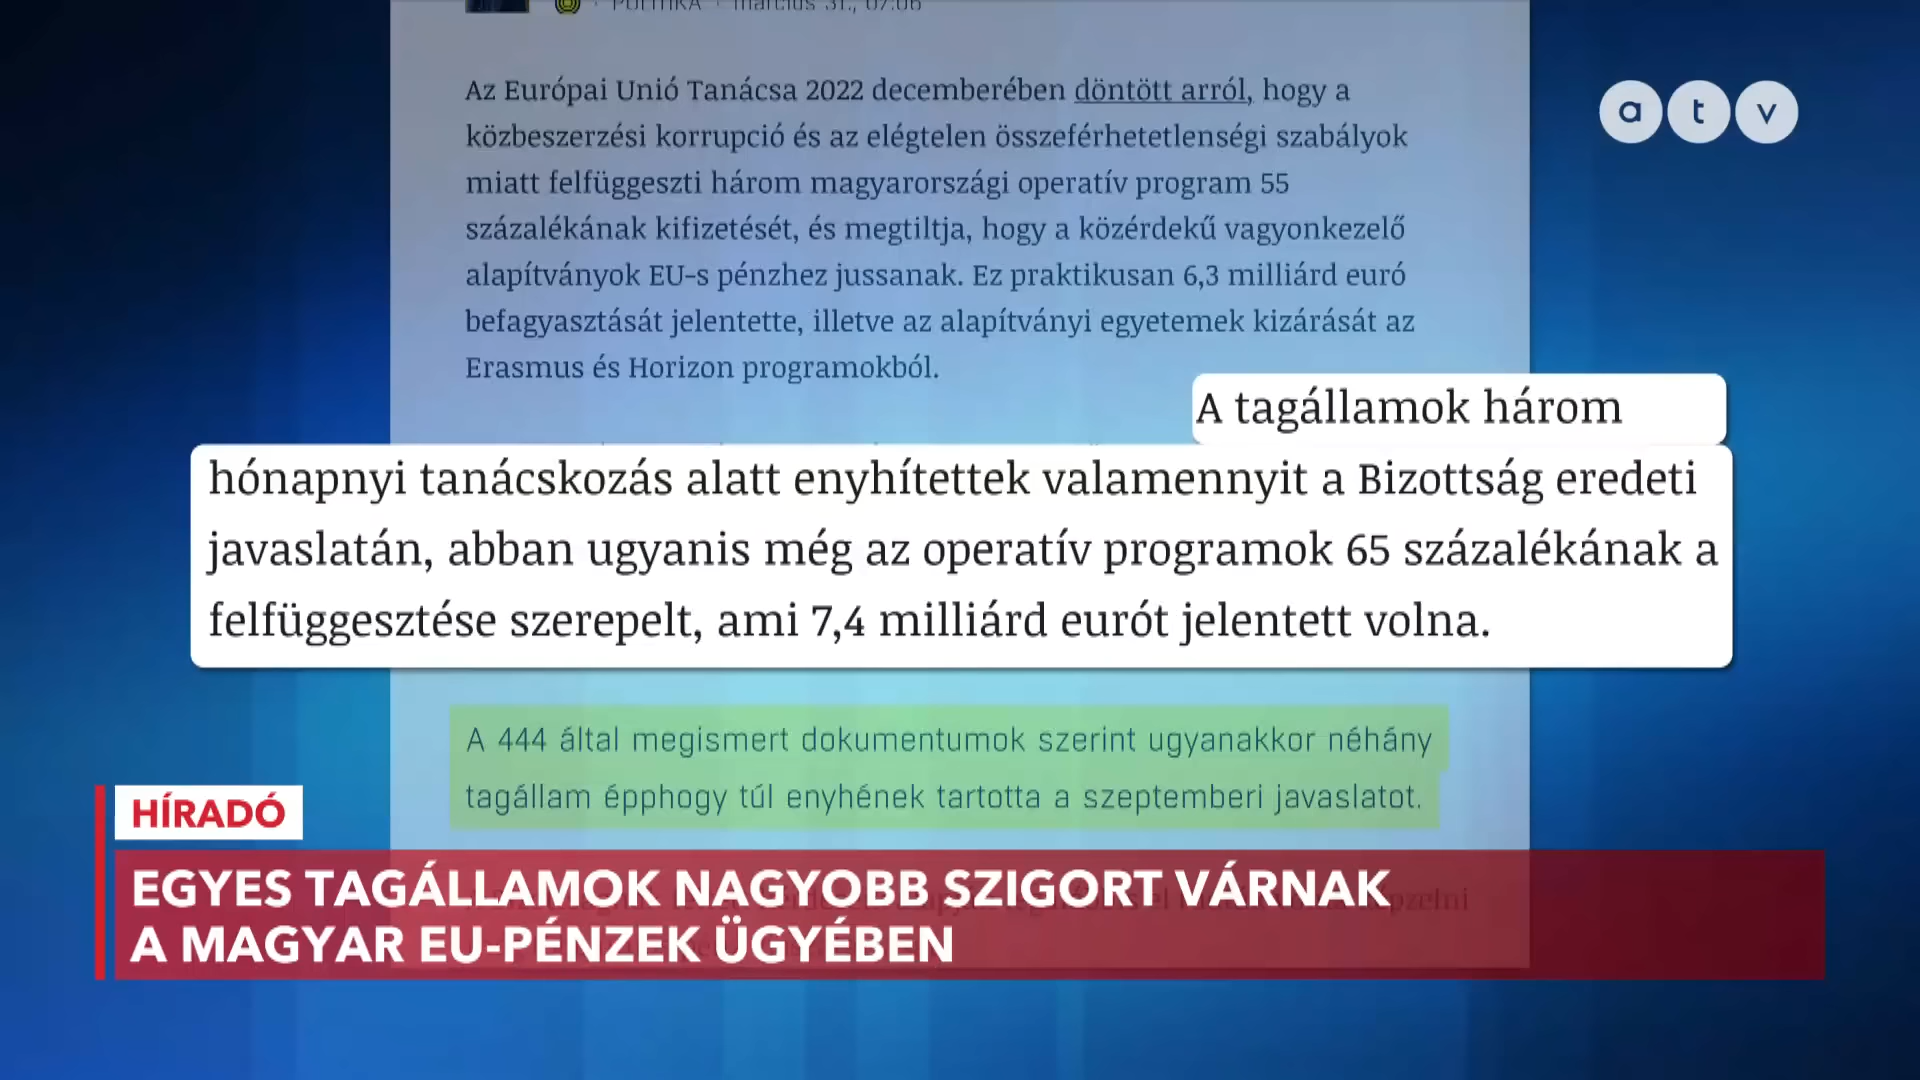 POLITIKA · március 31., 07:06
Az Európai Unió Tanácsa 2022 decemberében döntött arról, hogy a
közbeszerzési korrupció és az elégtelen összeférhetetlenségi szabályok
miatt felfüggeszti három magyarországi operatív program 55
százalékának kifizetését, és megtiltja, hogy a közérdekű vagyonkezelő
alapítványok EU-s pénzhez jussanak. Ez praktikusan 6,3 milliárd euró
befagyasztását jelentette, illetve az alapítványi egyetemek kizárását az
Erasmus és Horizon programokból.
A tagállamok három
hónapnyi tanácskozás alatt enyhítettek valamennyit a Bizottság eredeti
javaslatán, abban ugyanis még az operatív programok 65 százalékának a
felfüggesztése szerepelt, ami 7,4 milliárd eurót jelentett volna.
A 444 által megismert dokumentumok szerint ugyanakkor néhány
tagállam épphogy túl enyhének tartotta a szeptemberi javaslatot.
HÍRADÓ
EGYES TAGÁLLAMOK NAGYOBB SZIGORT VÁRNAK
A MAGYAR EU-PÉNZEK ÜGYÉBEN
atv